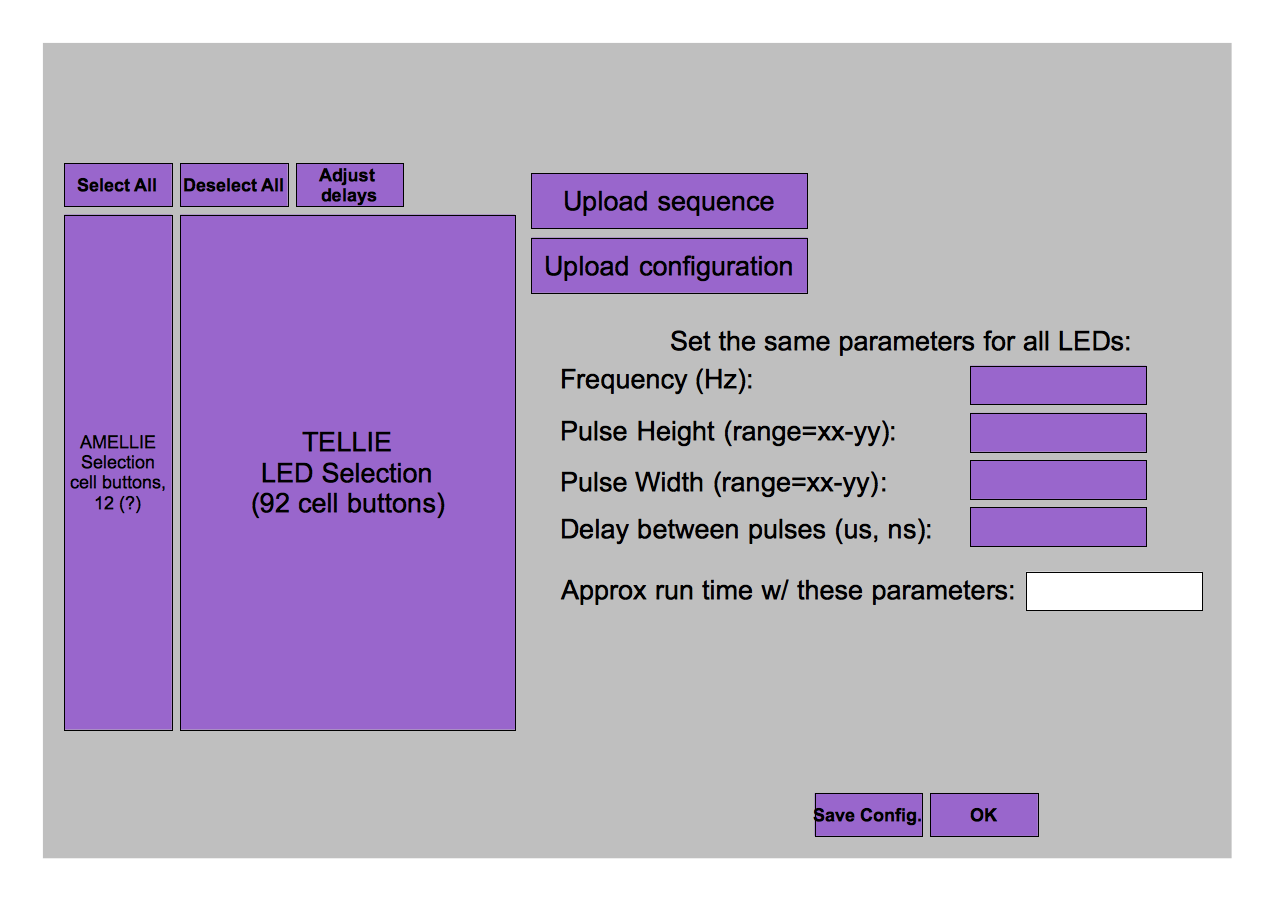 Select All
Deselect All
Adjust
delays
Upload sequence
Upload configuration
AMELLIE
Selection
cell buttons,
12 (?)
TELLIE
LED Selection
(92 cell buttons)
Set the same parameters for all LEDs:
Frequency (Hz):
Pulse Height (range=xx-yy):
Pulse Width (range=xx-yy):
Delay between pulses (us, ns):
Approx run time w/ these parameters:
Save Config.
OK